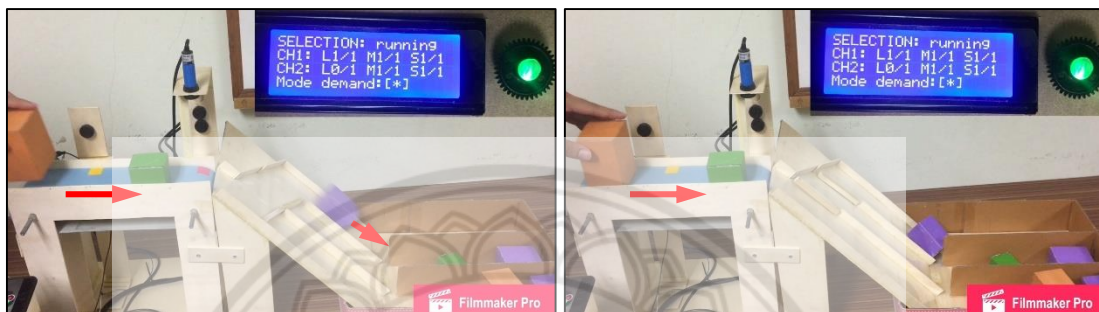 SELECTION: running
CH1: L1/1 M1/1 S1/1
CH2: L0/1 M1/1 S1/1
Mode demand:[*]
Filmmaker Pro
SELECTION: running
CH1: L1/1 M1/1 S1/1
CH2: L0/1 M1/1 S1/1
Mode demand:[*]
Filmmaker Pro